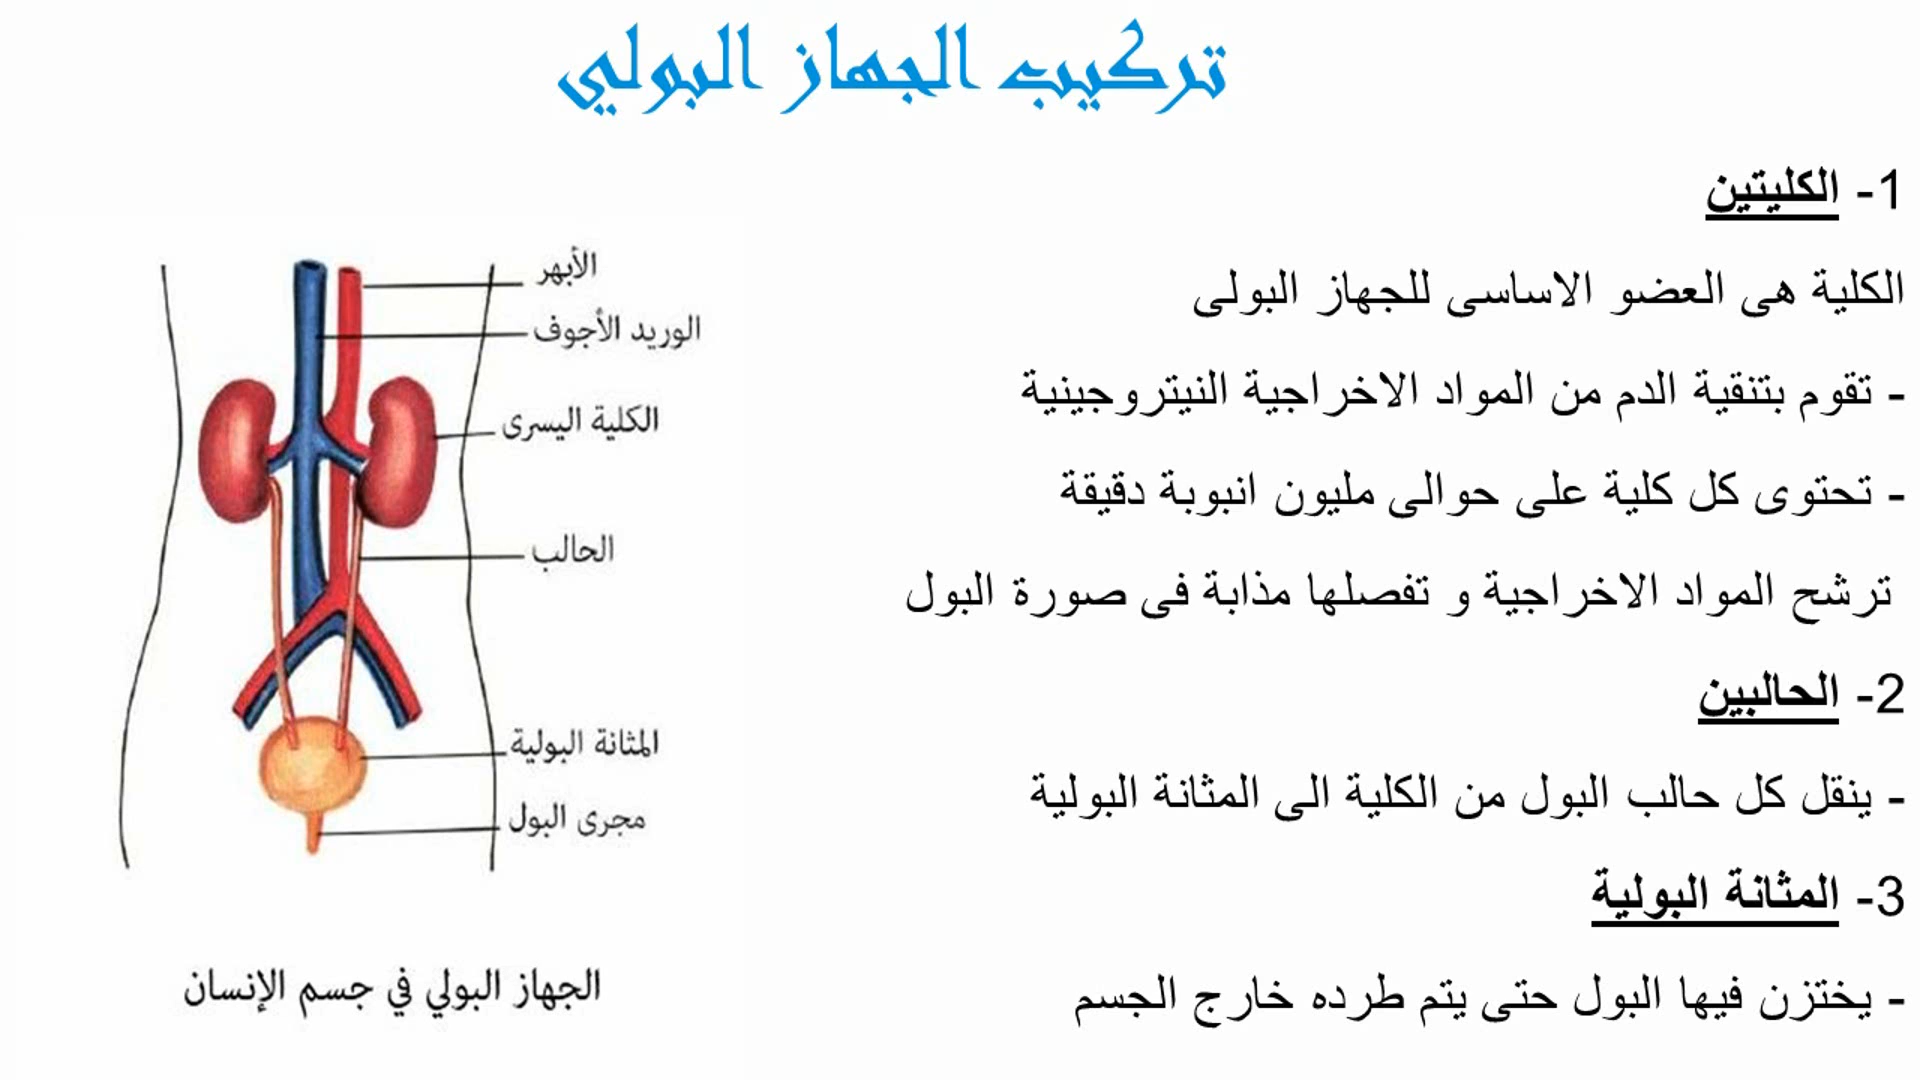 تركيب الجهاز البولي
1- الكليتين
الكلية هى العضو الاساسى للجهاز البولى
- تقوم بتنقية الدم من المواد الاخراجية النيتروجينية
- تحتوى كل كلية على حوالى مليون انبوبة دقيقة
ترشح المواد الاخراجية و تفصلها مذابة فى صورة البول
2- الحالبين
- ينقل كل حالب البول من الكلية الى المثانة البولية
3- المثانة البولية
- يختزن فيها البول حتى يتم طرده خارج الجسم
الأبهر
الوريد الأجوف
الكلية اليسرى
الحالب
المثانة البولية
مجرى البول
الجهاز البولي في جسم الإنسان